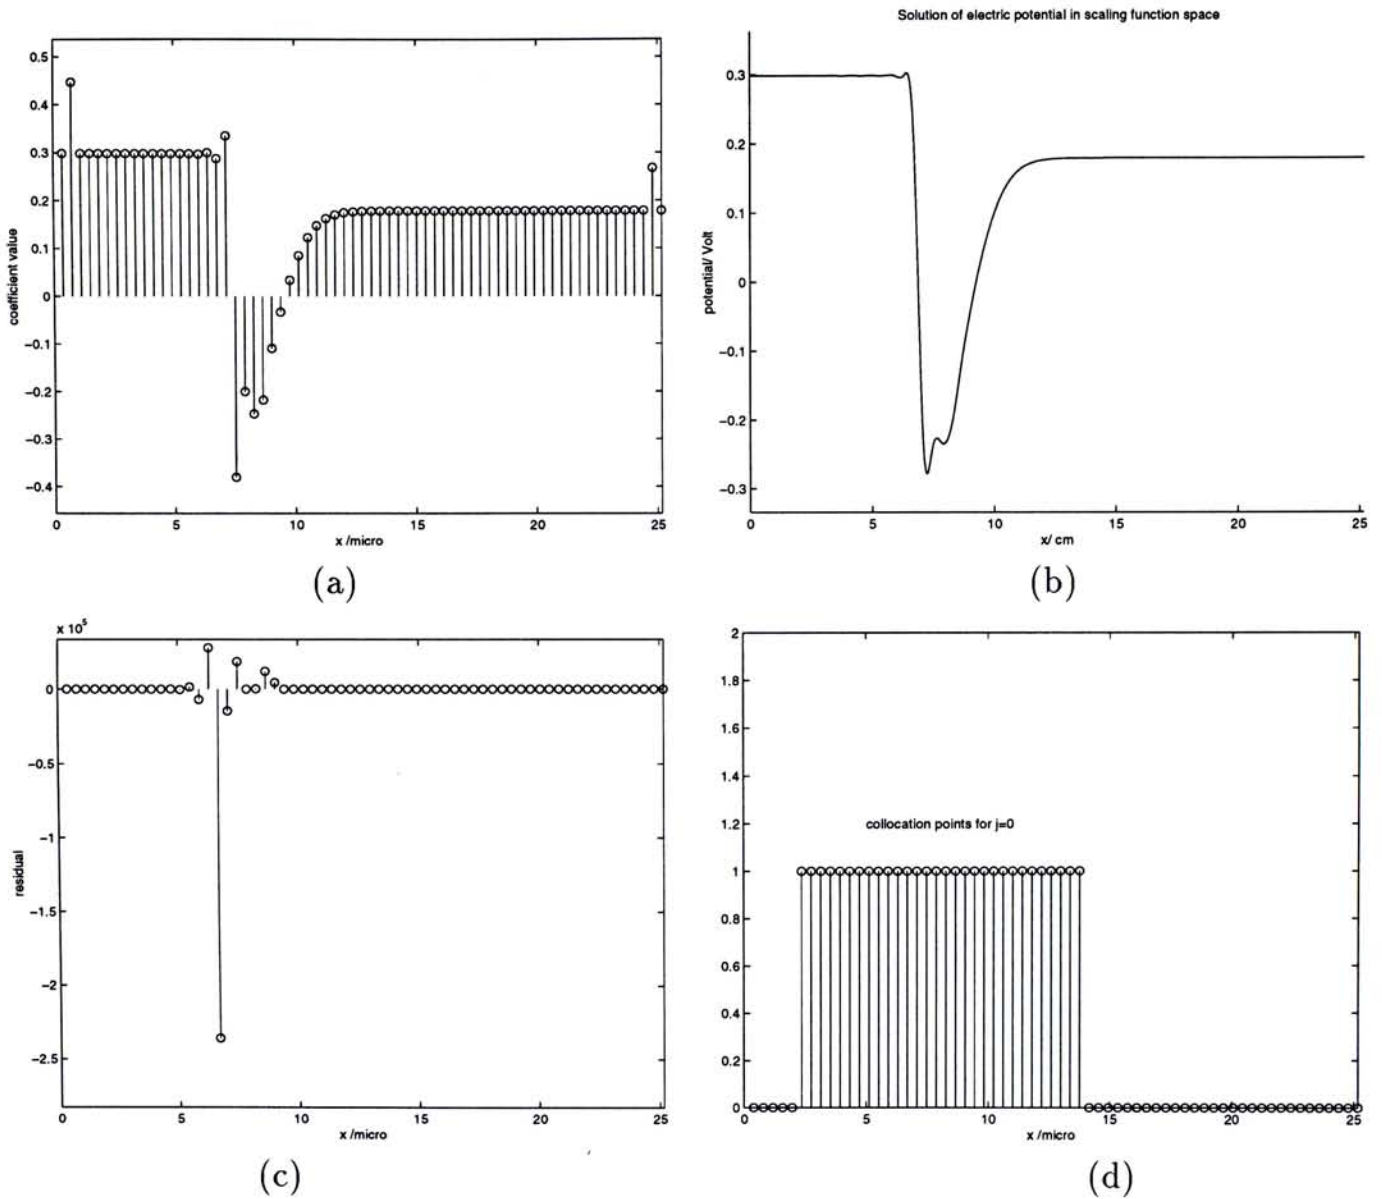 0.5
0.4
0.3
0.2
0.1
0
−0.1
−0.2
−0.3
−0.4
coefficient value
0 5 10 15 20 25
x /micro
(a)
Solution of electric potential in scaling function space
0.3
0.2
0.1
0
−0.1
−0.2
−0.3
potential/ Volt
0 5 10 15 20 25
x/ cm
(b)
x 10^5
0
−0.5
−1
−1.5
−2
−2.5
residual
0 5 10 15 20 25
x /micro
(c)
2
1.8
1.6
1.4
1.2
1
0.8
0.6
0.4
0.2
0
collocation points for j=0
0 5 10 15 20 25
x /micro
(d)